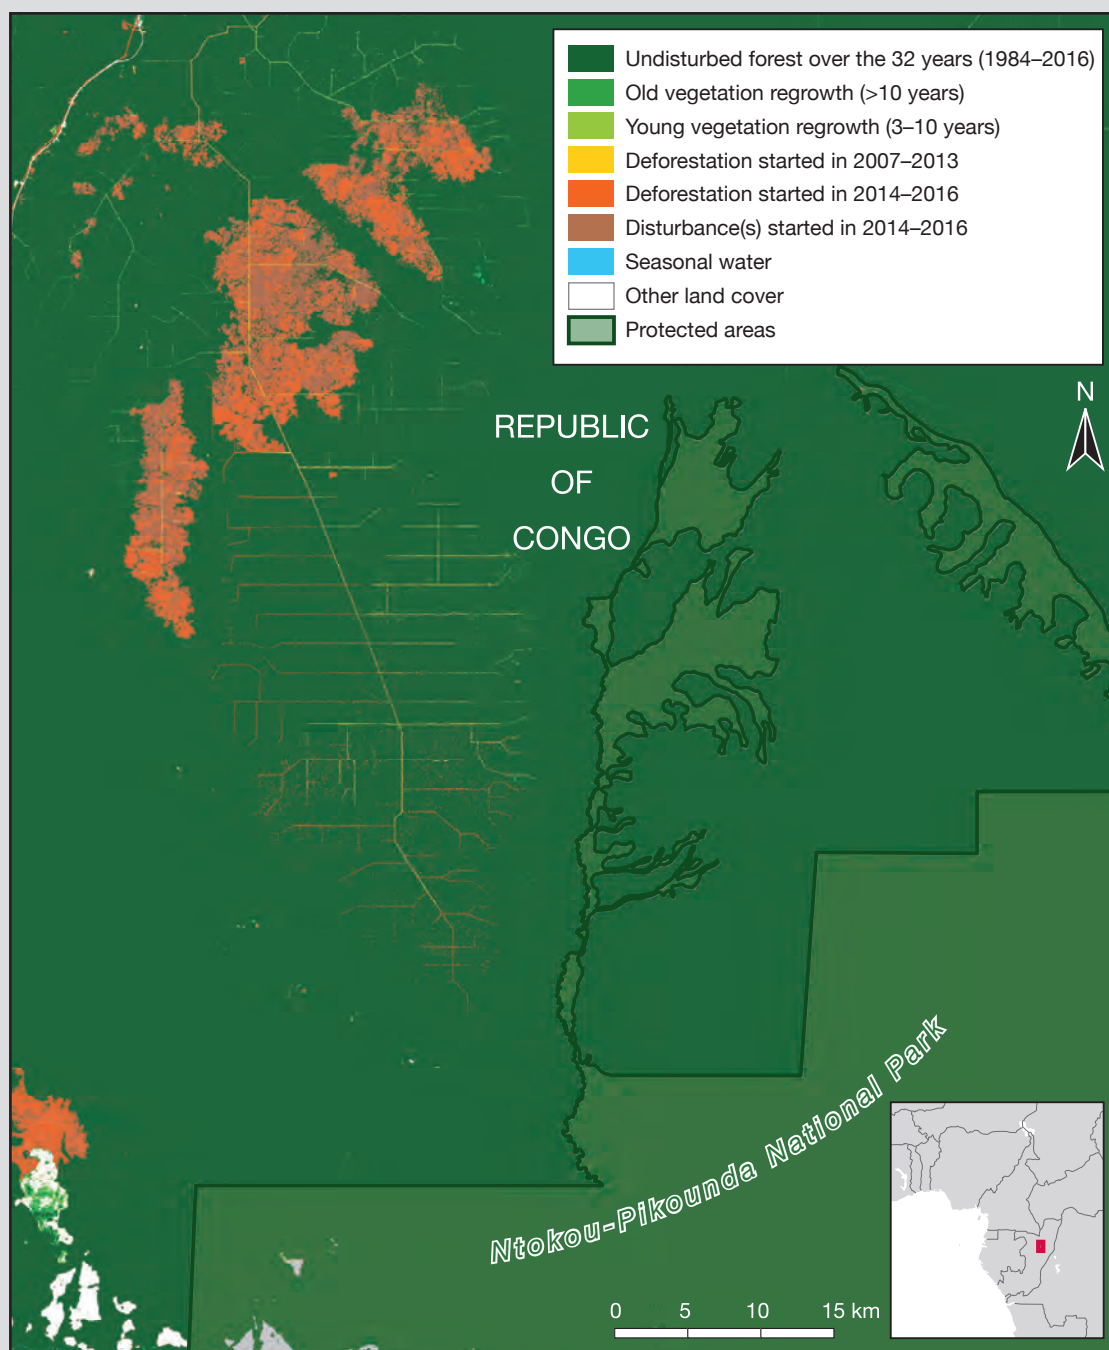 Undisturbed forest over the 32 years (1984–2016)
Old vegetation regrowth (>10 years)
Young vegetation regrowth (3–10 years)
Deforestation started in 2007–2013
Deforestation started in 2014–2016
Disturbance(s) started in 2014–2016
Seasonal water
Other land cover
Protected areas
N
REPUBLIC
OF
CONGO
Ntokou-Pikounda National Park
0 5 10 15 km